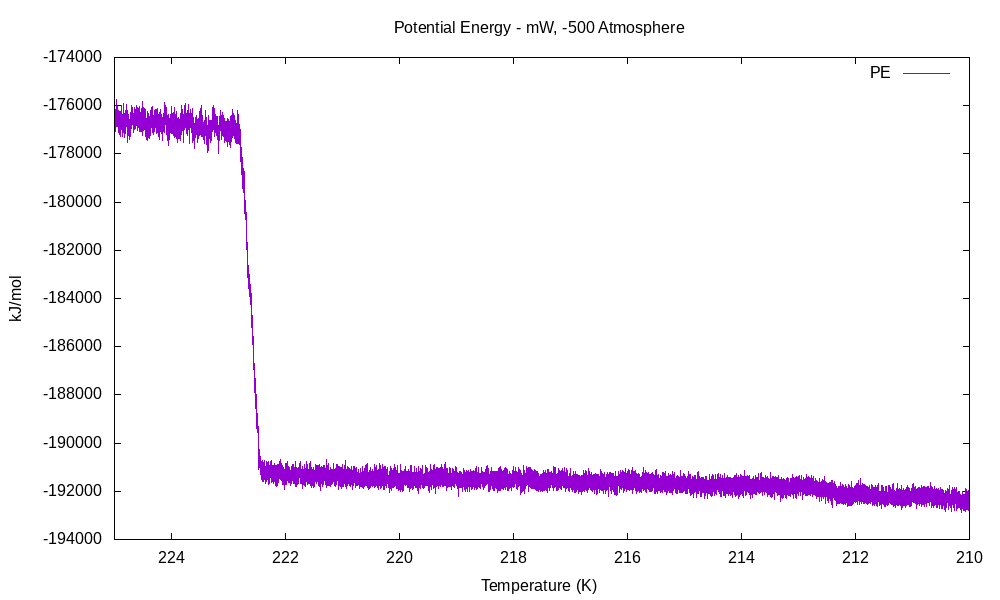 Potential Energy - mW, -500 Atmosphere
-174000
PE
-176000
-178000
-180000
-182000
-184000
-186000
-188000
-190000
-192000
-194000
kJ/mol
224 222 220 218 216 214 212 210
Temperature (K)